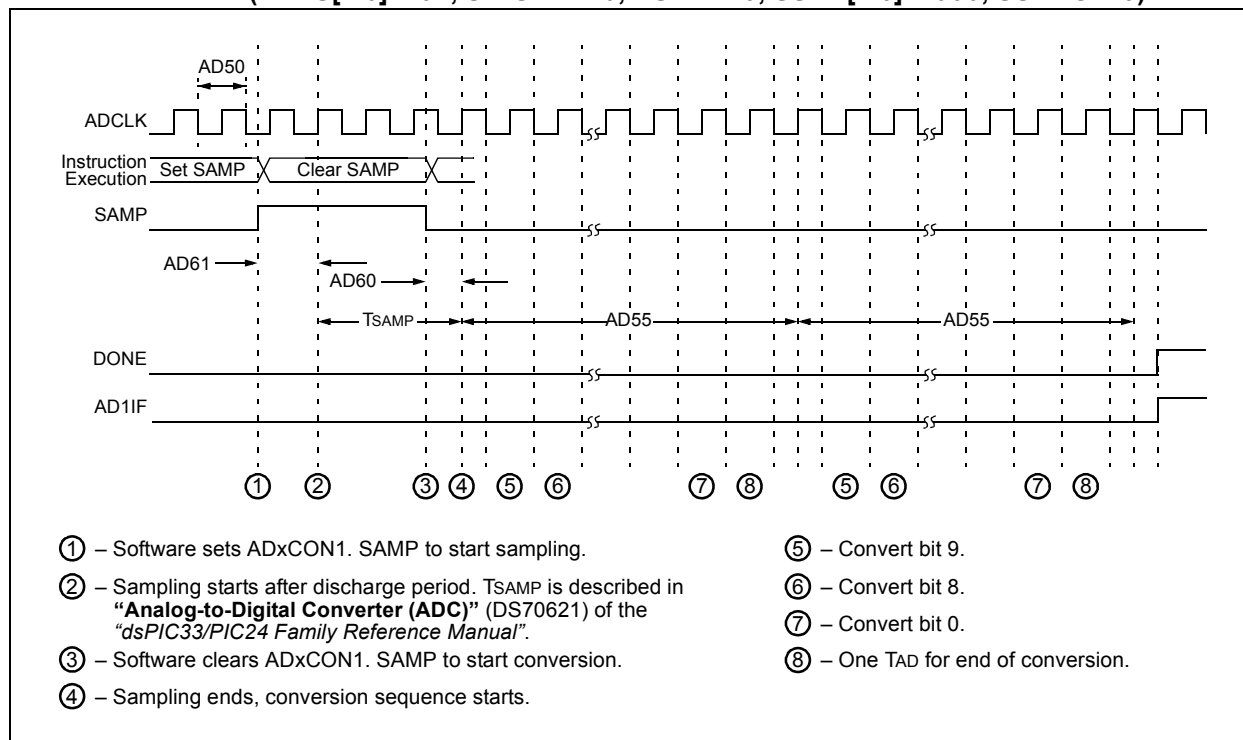 AD50
ADCLK
Instruction
Execution
Set SAMP
Clear SAMP
SAMP
AD61
AD60
TSAMP
AD55
AD55
DONE
AD1IF
1 2 3 4 5 6 7 8 5 6 7 8
1 – Software sets ADxCON1. SAMP to start sampling.
2 – Sampling starts after discharge period. TSAMP is described in
“Analog-to-Digital Converter (ADC)” (DS70621) of the
“dsPIC33/PIC24 Family Reference Manual”.
3 – Software clears ADxCON1. SAMP to start conversion.
4 – Sampling ends, conversion sequence starts.
5 – Convert bit 9.
6 – Convert bit 8.
7 – Convert bit 0.
8 – One TAD for end of conversion.